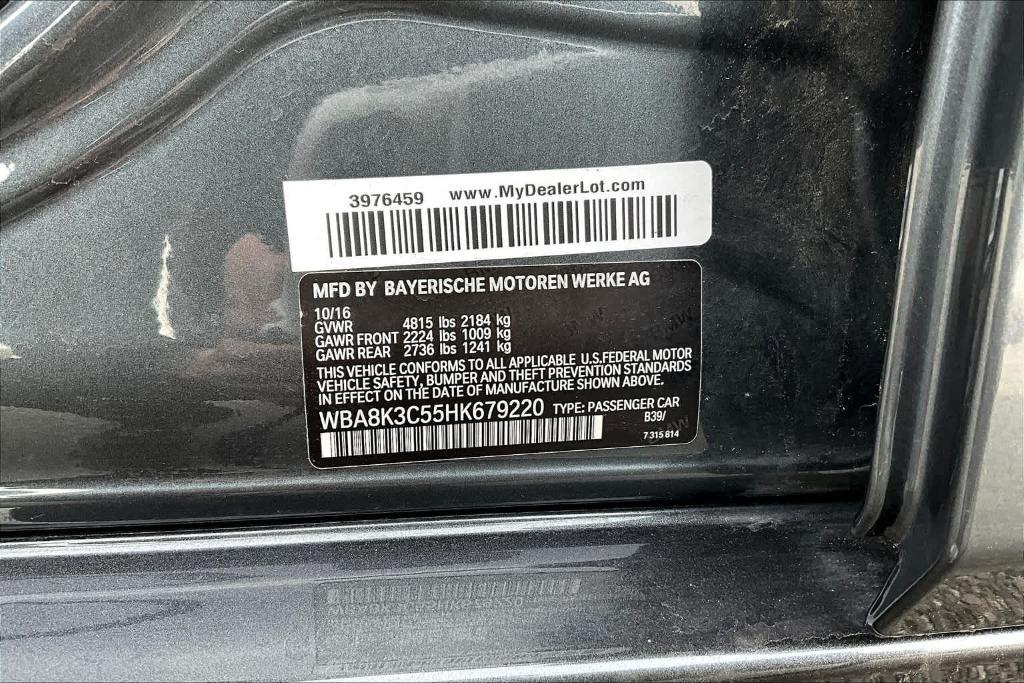 3976459 www.MyDealerLot.com
MFD BY BAYERISCHE MOTOREN WERKE AG
10/16
GVWR 4815 lbs 2184 kg
GAWR FRONT 2224 lbs 1009 kg
GAWR REAR 2736 lbs 1241 kg
THIS VEHICLE CONFORMS TO ALL APPLICABLE U.S.FEDERAL MOTOR
VEHICLE SAFETY, BUMPER AND THEFT PREVENTION STANDARDS
IN EFFECT ON THE DATE OF MANUFACTURE SHOWN ABOVE.
WBA8K3C55HK679220 TYPE: PASSENGER CAR
B39/
7 315 814